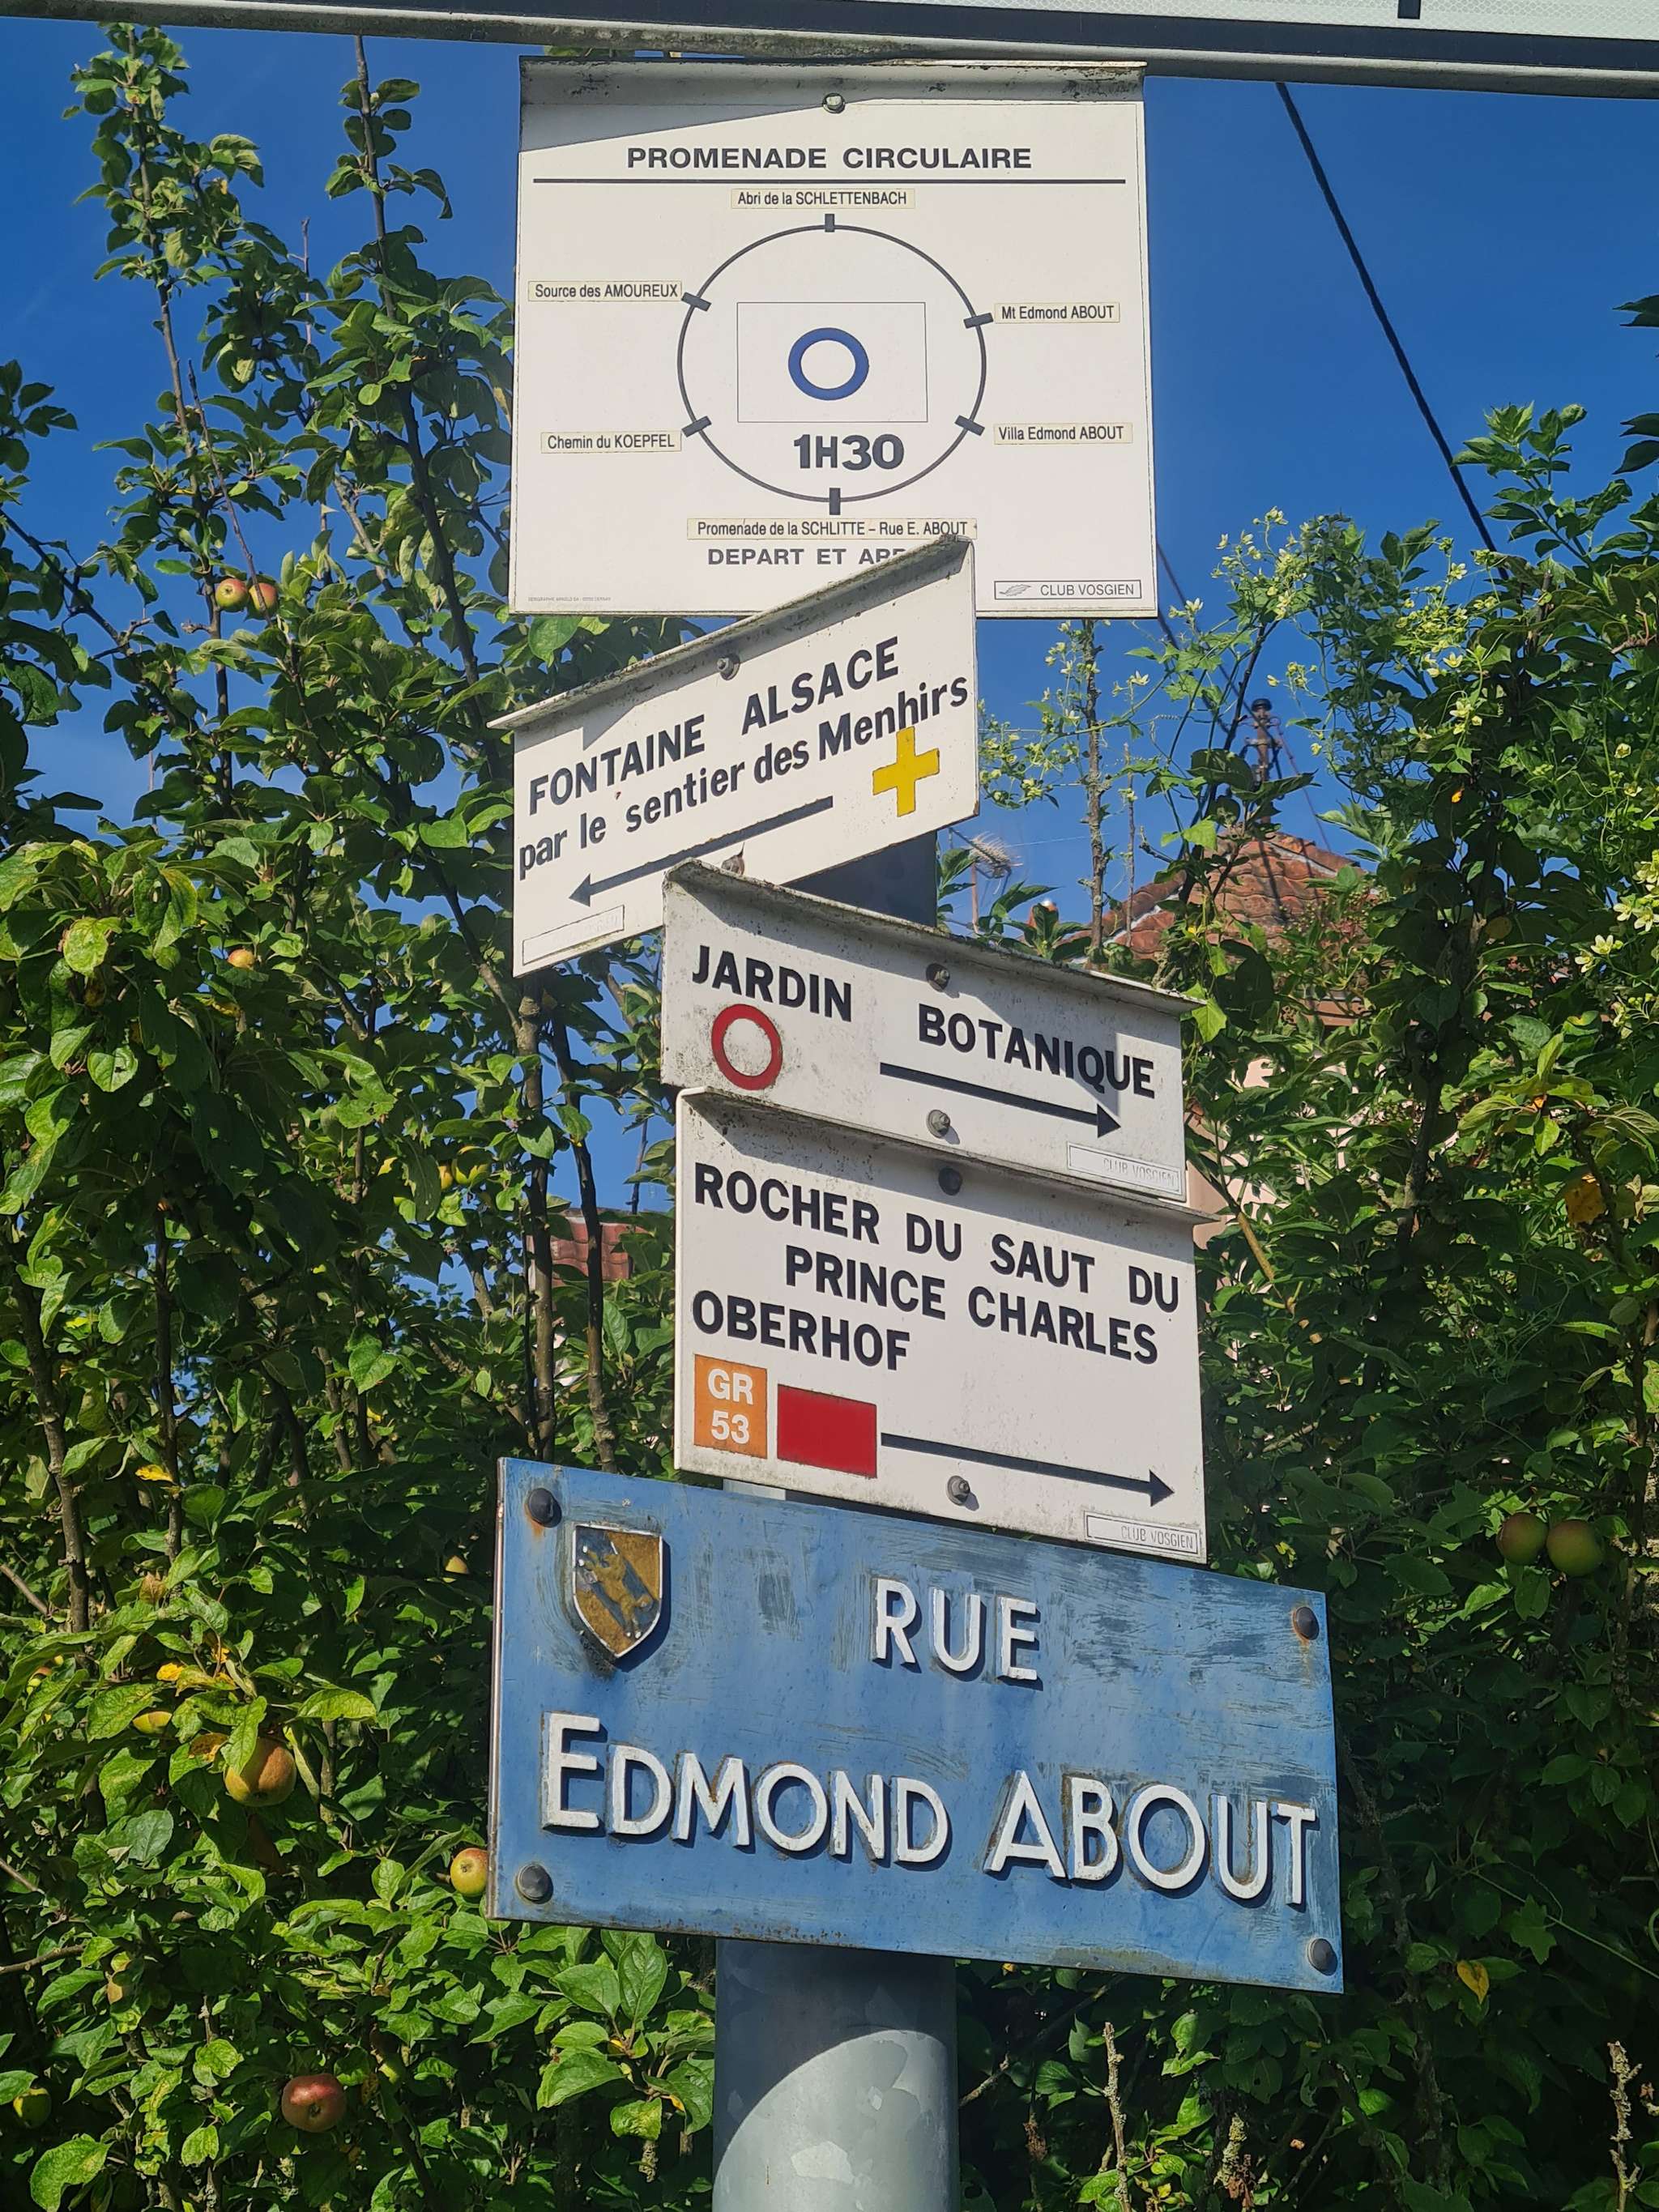 PROMENADE CIRCULAIRE
Abri de la SCHLETTENBACH
Source des AMOUREUX
Mt Edmond ABOUT
Chemin du KOEPFEL
Villa Edmond ABOUT
1H30
Promenade de la SCHLITTE – Rue E. ABOUT
DEPART ET
CLUB VOSGIEN
FONTAINE ALSACE
par le sentier des Menhirs
JARDIN BOTANIQUE
CLUB VOSGIEN
ROCHER DU SAUT DU
PRINCE CHARLES
OBERHOF
GR
53
CLUB VOSGIEN
RUE
EDMOND ABOUT